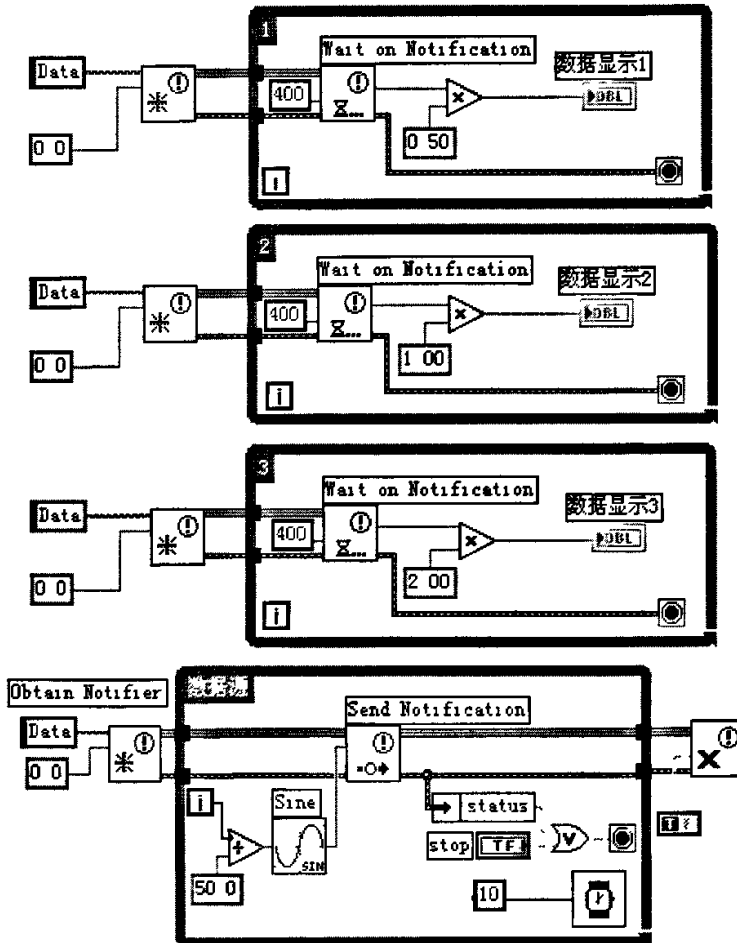 1
Wait on Notification
数据显示1
Data
400
DBL
0 0
0 50
i
2
Wait on Notification
数据显示2
Data
400
DBL
0 0
1 00
i
3
Wait on Notification
数据显示3
Data
400
DBL
0 0
2 00
i
Obtain Notifier
Send Notification
Data
0 0
i
Sine
status
stop
TF
SIN
50 0
10
T